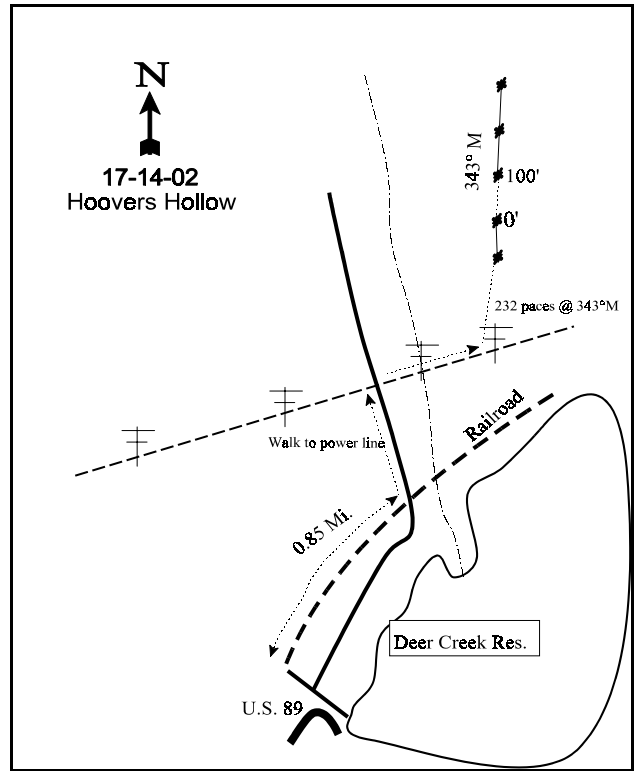 N
17-14-02
Hoovers Hollow
343° M
100'
0'
232 paces @ 343°M
Railroad
Walk to power line
0.85 Mi.
Deer Creek Res.
U.S. 89